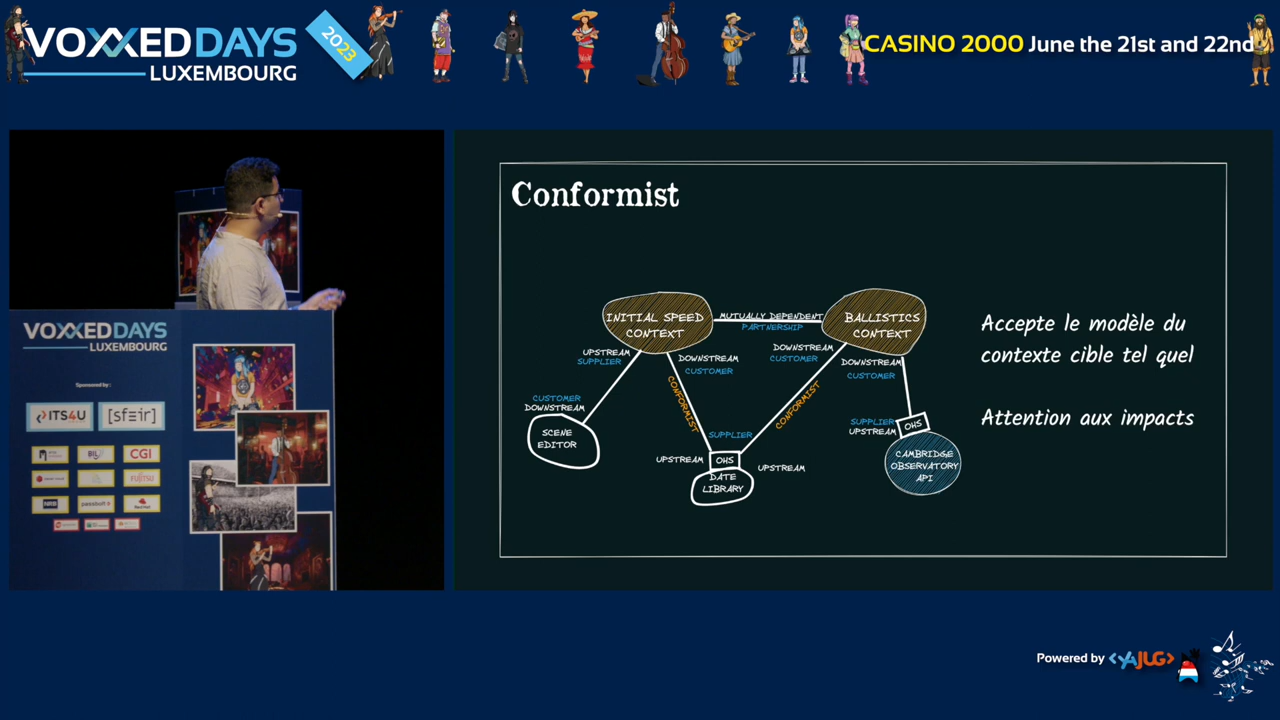 VOXXED DAYS
LUXEMBOURG
2023
CASINO 2000 June the 21st and 22nd
VOXXED DAYS
LUXEMBOURG
Sponsored by :
ITS4U
[sfeir]
CGI
FUJITSU
NRB
Conformist
INITIAL SPEED
CONTEXT
MUTUALLY DEPENDENT
PARTNERSHIP
BALLISTICS
CONTEXT
UPSTREAM
SUPPLIER
DOWNSTREAM
CUSTOMER
DOWNSTREAM
CUSTOMER
DOWNSTREAM
CUSTOMER
CONFORMIST
CONFORMIST
CUSTOMER
DOWNSTREAM
SCENE
EDITOR
SUPPLIER
UPSTREAM
OHS
UPSTREAM
DATE
LIBRARY
SUPPLIER
UPSTREAM
OHS
CAMBRIDGE
OBSERVATORY
API
Accepte le modèle du
contexte cible tel quel
Attention aux impacts
Powered by <YAJUG>